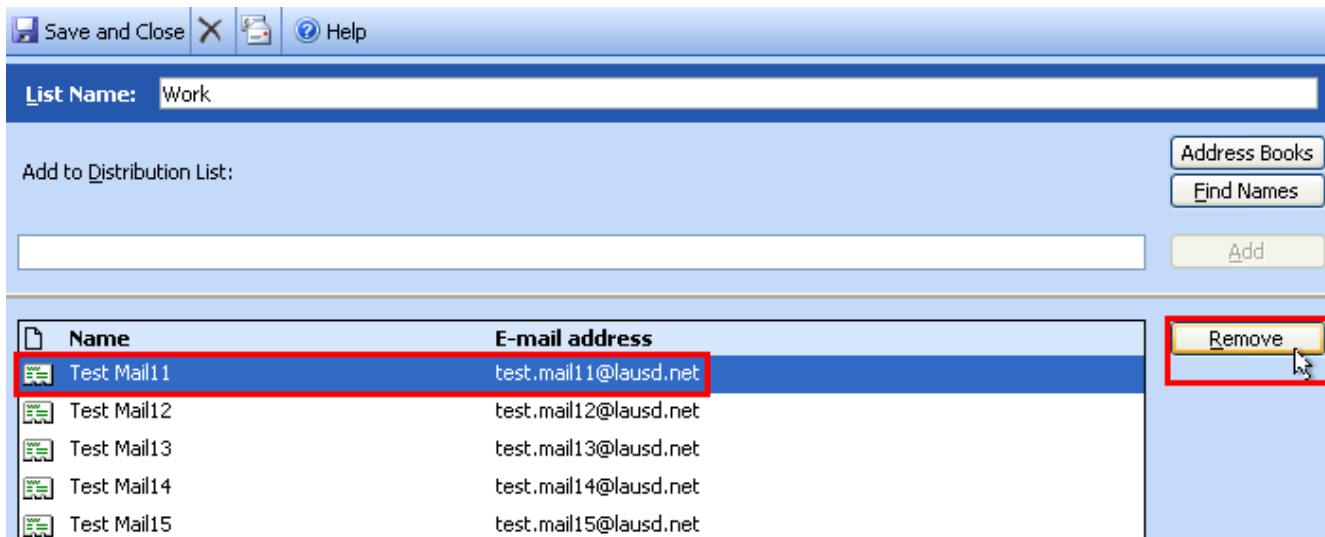 Save and Close Help
List Name: Work
Address Books
Add to Distribution List:
Find Names
Add
Name E-mail address Remove
Test Mail11 test.mail11@lausd.net
Test Mail12 test.mail12@lausd.net
Test Mail13 test.mail13@lausd.net
Test Mail14 test.mail14@lausd.net
Test Mail15 test.mail15@lausd.net